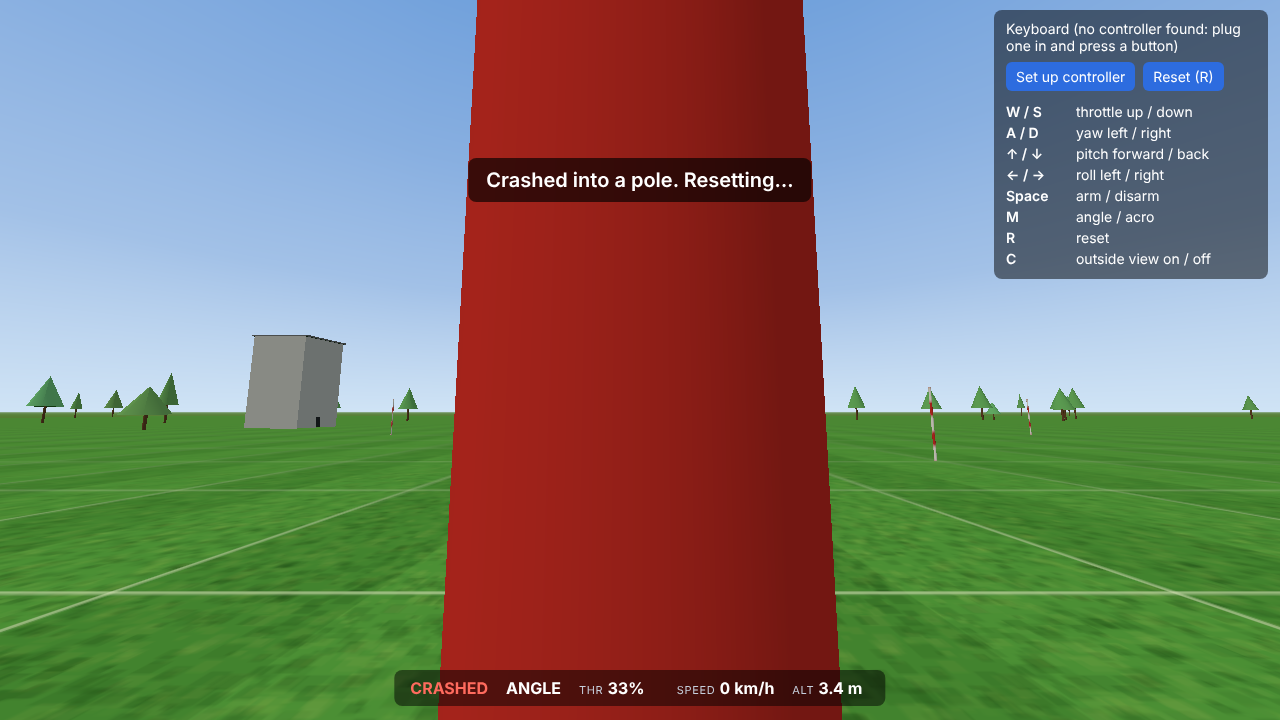 Keyboard (no controller found: plug
one in and press a button)
Set up controller Reset (R)
W / S throttle up / down
A / D yaw left / right
↑ / ↓ pitch forward / back
← / → roll left / right
Space arm / disarm
M angle / acro
R reset
C outside view on / off
Crashed into a pole. Resetting…
CRASHED ANGLE THR 33% SPEED 0 km/h ALT 3.4 m